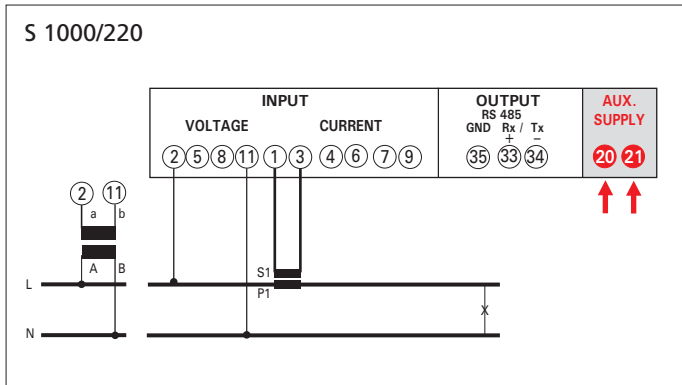 S 1000/220
INPUT
VOLTAGE CURRENT
2 5 8 11 1 3 4 6 7 9
OUTPUT
RS 485
GND Rx / Tx
+ −
35 33 34
AUX.
SUPPLY
20 21
2 11
a b
A B
S1
P1
L
X
N